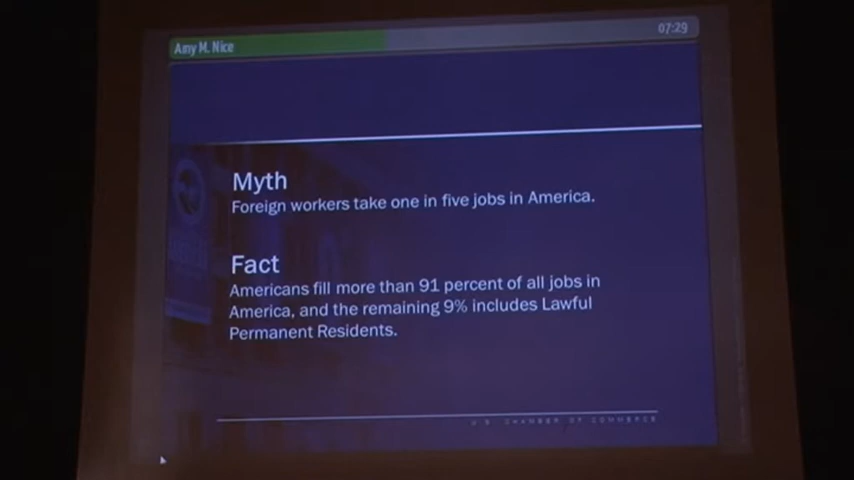 Amy M. Nice
07:29
Myth
Foreign workers take one in five jobs in America.
Fact
Americans fill more than 91 percent of all jobs in
America, and the remaining 9% includes Lawful
Permanent Residents.
U.S. CHAMBER OF COMMERCE